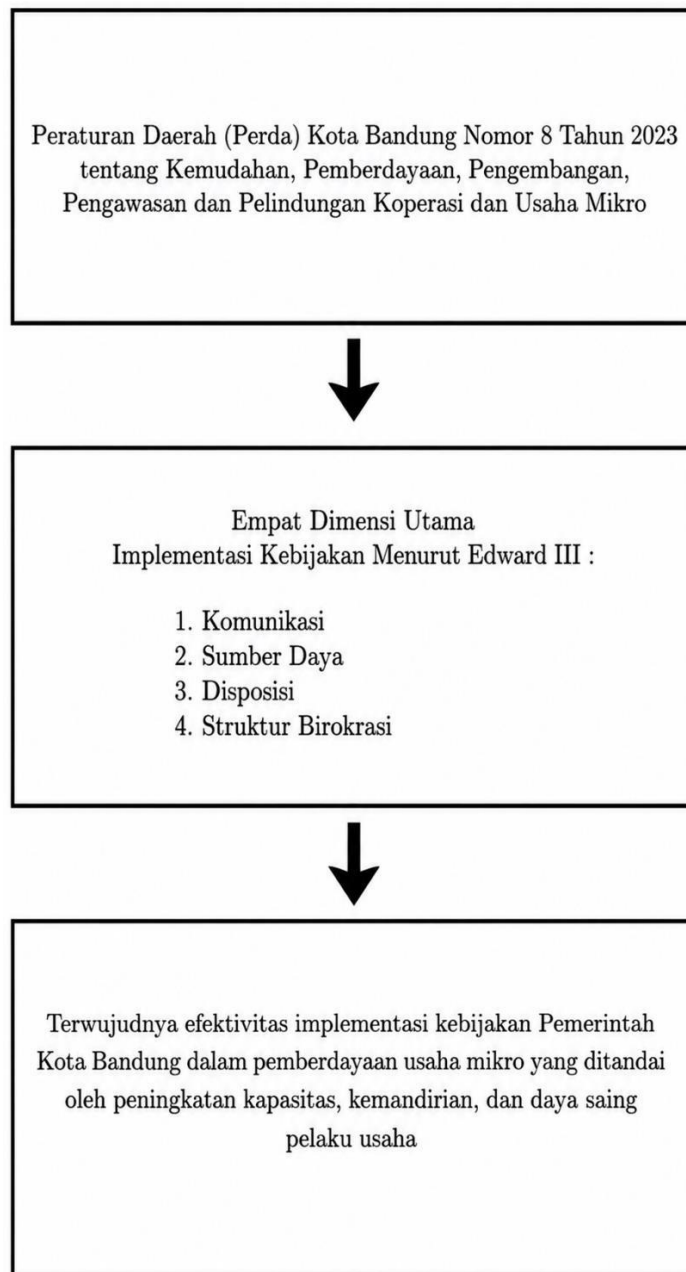 Peraturan Daerah (Perda) Kota Bandung Nomor 8 Tahun 2023
tentang Kemudahan, Pemberdayaan, Pengembangan,
Pengawasan dan Pelindungan Koperasi dan Usaha Mikro
Empat Dimensi Utama
Implementasi Kebijakan Menurut Edward III :
1. Komunikasi
2. Sumber Daya
3. Disposisi
4. Struktur Birokrasi
Terwujudnya efektivitas implementasi kebijakan Pemerintah
Kota Bandung dalam pemberdayaan usaha mikro yang ditandai
oleh peningkatan kapasitas, kemandirian, dan daya saing
pelaku usaha